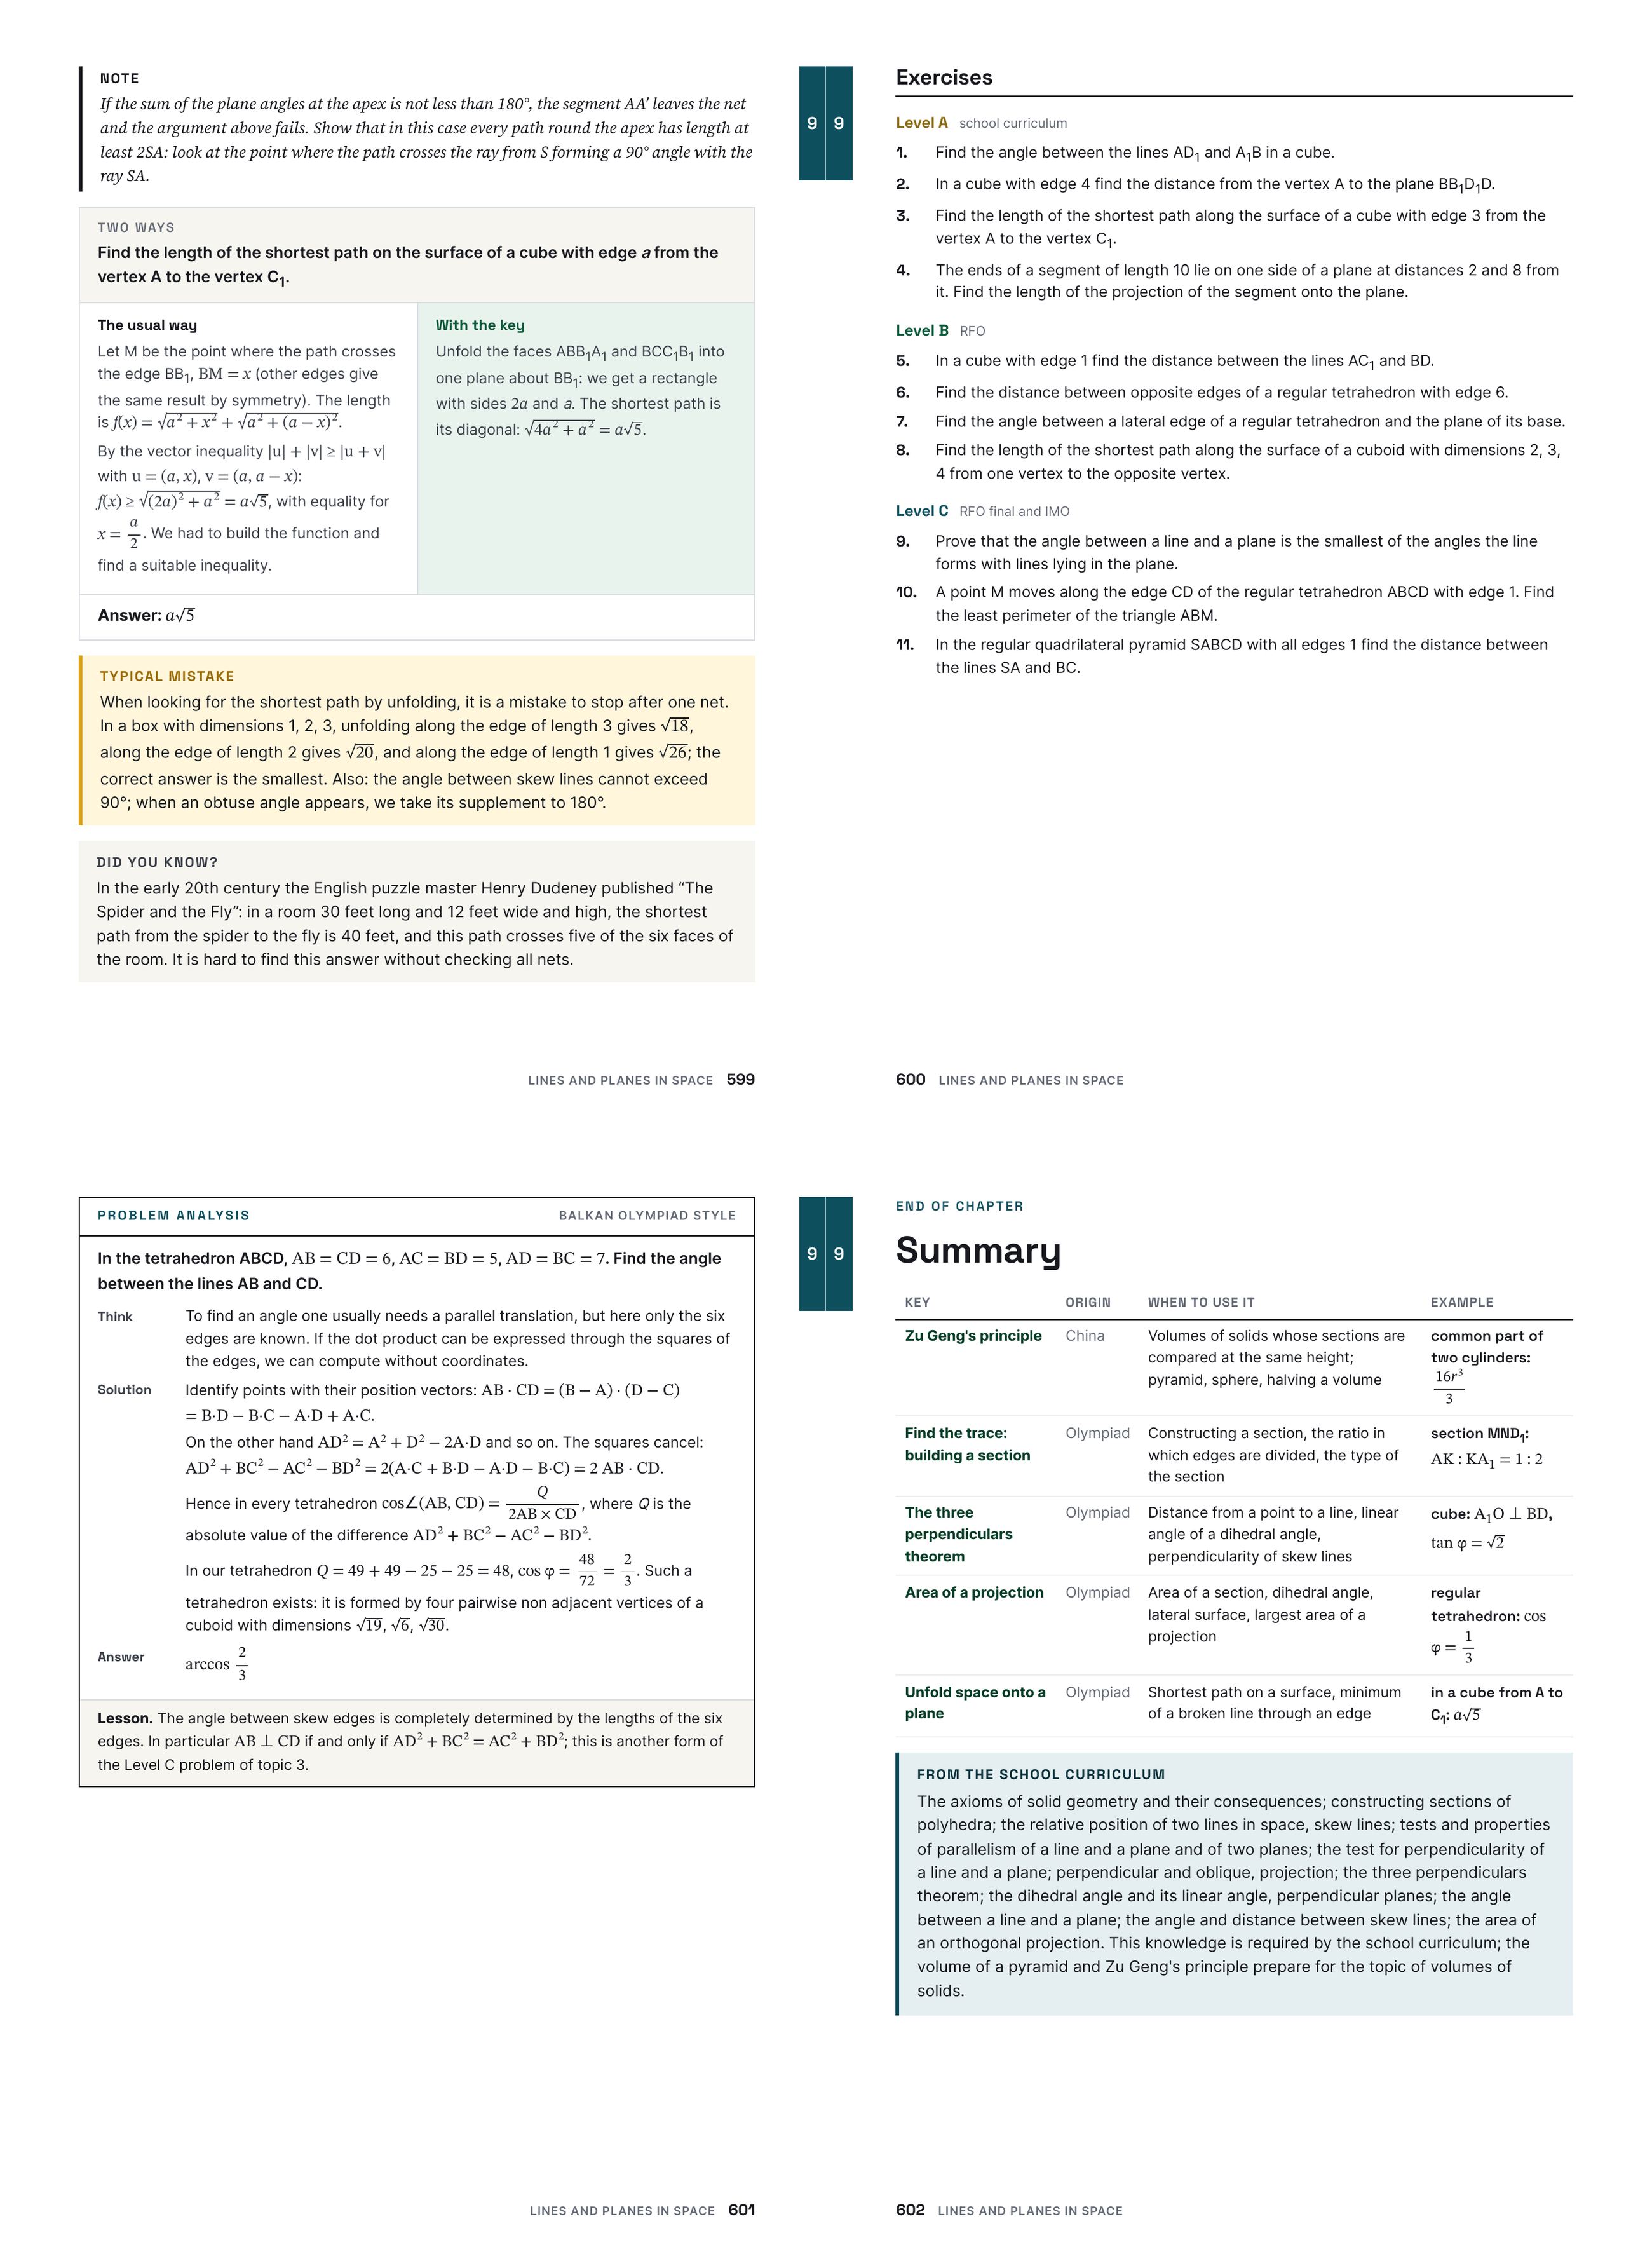 NOTE
If the sum of the plane angles at the apex is not less than 180°, the segment AA′ leaves the net
and the argument above fails. Show that in this case every path round the apex has length at
least 2SA: look at the point where the path crosses the ray from S forming a 90° angle with the
ray SA.
TWO WAYS
Find the length of the shortest path on the surface of a cube with edge a from the
vertex A to the vertex C₁.
The usual way
Let M be the point where the path crosses
the edge BB₁, BM = x (other edges give
the same result by symmetry). The length
is f(x) = √(a² + x²) + √(a² + (a − x)²).
By the vector inequality |u| + |v| ≥ |u + v|
with u = (a, x), v = (a, a − x):
f(x) ≥ √((2a)² + a²) = a√5, with equality for
x = a/2. We had to build the function and
find a suitable inequality.
With the key
Unfold the faces ABB₁A₁ and BCC₁B₁ into
one plane about BB₁: we get a rectangle
with sides 2a and a. The shortest path is
its diagonal: √(4a² + a²) = a√5.
Answer: a√5
TYPICAL MISTAKE
When looking for the shortest path by unfolding, it is a mistake to stop after one net.
In a box with dimensions 1, 2, 3, unfolding along the edge of length 3 gives √18,
along the edge of length 2 gives √20, and along the edge of length 1 gives √26; the
correct answer is the smallest. Also: the angle between skew lines cannot exceed
90°; when an obtuse angle appears, we take its supplement to 180°.
DID YOU KNOW?
In the early 20th century the English puzzle master Henry Dudeney published “The
Spider and the Fly”: in a room 30 feet long and 12 feet wide and high, the shortest
path from the spider to the fly is 40 feet, and this path crosses five of the six faces of
the room. It is hard to find this answer without checking all nets.
LINES AND PLANES IN SPACE 599
9 9
Exercises
Level A school curriculum
1. Find the angle between the lines AD₁ and A₁B in a cube.
2. In a cube with edge 4 find the distance from the vertex A to the plane BB₁D₁D.
3. Find the length of the shortest path along the surface of a cube with edge 3 from the
vertex A to the vertex C₁.
4. The ends of a segment of length 10 lie on one side of a plane at distances 2 and 8 from
it. Find the length of the projection of the segment onto the plane.
Level B RFO
5. In a cube with edge 1 find the distance between the lines AC₁ and BD.
6. Find the distance between opposite edges of a regular tetrahedron with edge 6.
7. Find the angle between a lateral edge of a regular tetrahedron and the plane of its base.
8. Find the length of the shortest path along the surface of a cuboid with dimensions 2, 3,
4 from one vertex to the opposite vertex.
Level C RFO final and IMO
9. Prove that the angle between a line and a plane is the smallest of the angles the line
forms with lines lying in the plane.
10. A point M moves along the edge CD of the regular tetrahedron ABCD with edge 1. Find
the least perimeter of the triangle ABM.
11. In the regular quadrilateral pyramid SABCD with all edges 1 find the distance between
the lines SA and BC.
600 LINES AND PLANES IN SPACE
PROBLEM ANALYSIS BALKAN OLYMPIAD STYLE
In the tetrahedron ABCD, AB = CD = 6, AC = BD = 5, AD = BC = 7. Find the angle
between the lines AB and CD.
Think To find an angle one usually needs a parallel translation, but here only the six
edges are known. If the dot product can be expressed through the squares of
the edges, we can compute without coordinates.
Solution Identify points with their position vectors: AB · CD = (B − A) · (D − C)
= B·D − B·C − A·D + A·C.
On the other hand AD² = A² + D² − 2A·D and so on. The squares cancel:
AD² + BC² − AC² − BD² = 2(A·C + B·D − A·D − B·C) = 2 AB · CD.
Hence in every tetrahedron cos∠(AB, CD) = Q/(2AB × CD), where Q is the
absolute value of the difference AD² + BC² − AC² − BD².
In our tetrahedron Q = 49 + 49 − 25 − 25 = 48, cos φ = 48/72 = 2/3. Such a
tetrahedron exists: it is formed by four pairwise non adjacent vertices of a
cuboid with dimensions √19, √6, √30.
Answer arccos 2/3
Lesson. The angle between skew edges is completely determined by the lengths of the six
edges. In particular AB ⊥ CD if and only if AD² + BC² = AC² + BD²; this is another form of
the Level C problem of topic 3.
LINES AND PLANES IN SPACE 601
9 9
END OF CHAPTER
Summary
KEY ORIGIN WHEN TO USE IT EXAMPLE
Zu Geng's principle China Volumes of solids whose sections are
compared at the same height;
pyramid, sphere, halving a volume
common part of
two cylinders:
16r³/3
Find the trace:
building a section
Olympiad
Constructing a section, the ratio in
which edges are divided, the type of
the section
section MND₁:
AK : KA₁ = 1 : 2
The three
perpendiculars
theorem
Olympiad
Distance from a point to a line, linear
angle of a dihedral angle,
perpendicularity of skew lines
cube: A₁O ⊥ BD,
tan φ = √2
Area of a projection Olympiad Area of a section, dihedral angle,
lateral surface, largest area of a
projection
regular
tetrahedron: cos
φ = 1/3
Unfold space onto a
plane
Olympiad
Shortest path on a surface, minimum
of a broken line through an edge
in a cube from A to
C₁: a√5
FROM THE SCHOOL CURRICULUM
The axioms of solid geometry and their consequences; constructing sections of
polyhedra; the relative position of two lines in space, skew lines; tests and properties
of parallelism of a line and a plane and of two planes; the test for perpendicularity of
a line and a plane; perpendicular and oblique, projection; the three perpendiculars
theorem; the dihedral angle and its linear angle, perpendicular planes; the angle
between a line and a plane; the angle and distance between skew lines; the area of
an orthogonal projection. This knowledge is required by the school curriculum; the
volume of a pyramid and Zu Geng's principle prepare for the topic of volumes of
solids.
602 LINES AND PLANES IN SPACE